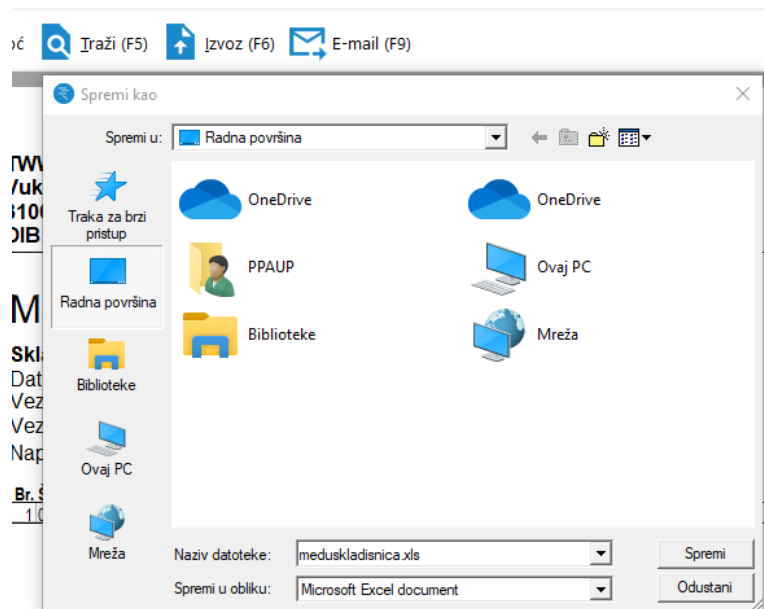 Traži (F5) Izvoz (F6) E-mail (F9)
Spremi kao
Spremi u: Radna površina
OneDrive OneDrive
Traka za brzi
pristup
PPAUP Ovaj PC
Radna površina
Biblioteke Mreža
Biblioteke
Ovaj PC
Mreža
Br.
Naziv datoteke: meduskladisnica.xls Spremi
Spremi u obliku: Microsoft Excel document Odustani